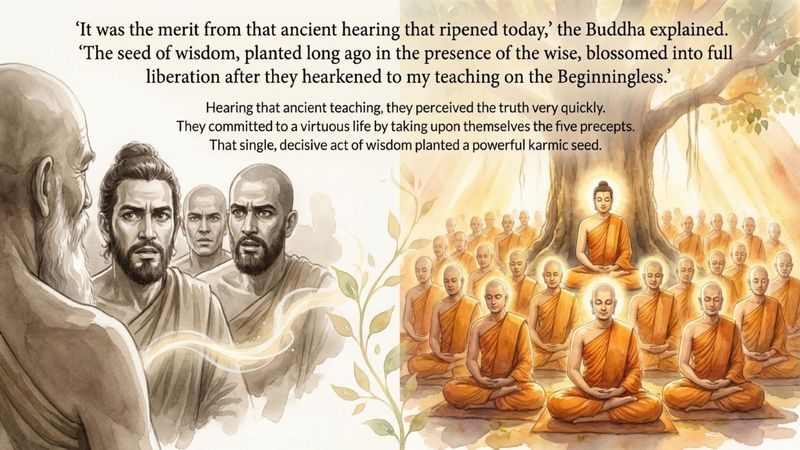 ‘It was the merit from that ancient hearing that ripened today,’ the Buddha explained.
‘The seed of wisdom, planted long ago in the presence of the wise, blossomed into full
liberation after they hearkened to my teaching on the Beginningless.’
Hearing that ancient teaching, they perceived the truth very quickly.
They committed to a virtuous life by taking upon themselves the five precepts.
That single, decisive act of wisdom planted a powerful karmic seed.